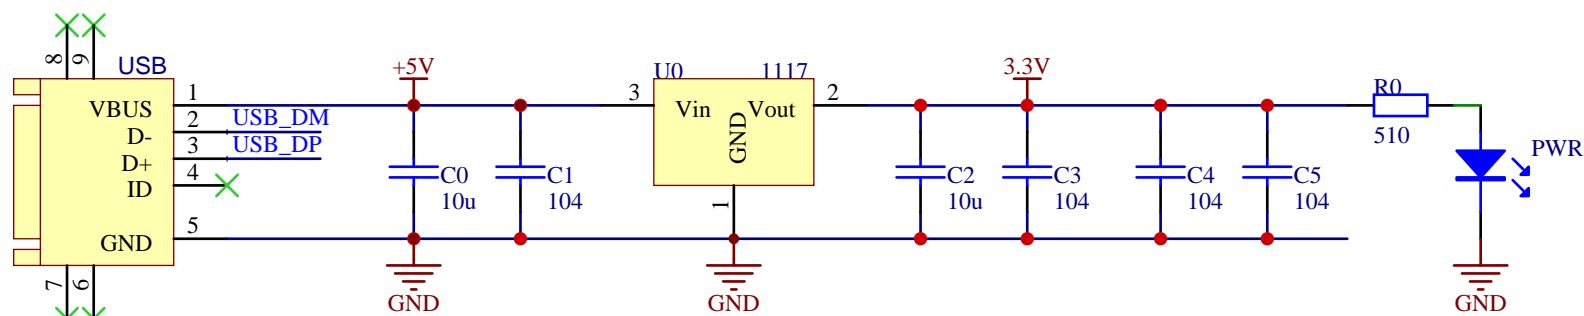 8
9
USB
VBUS
1
D-
2
USB_DM
D+
3
USB_DP
ID
4
GND
5
7
6
+5V
C0
10u
C1
104
GND
U0
1117
3
Vin
Vout
2
GND
1
GND
3.3V
C2
10u
C3
104
C4
104
C5
104
R0
510
PWR
GND